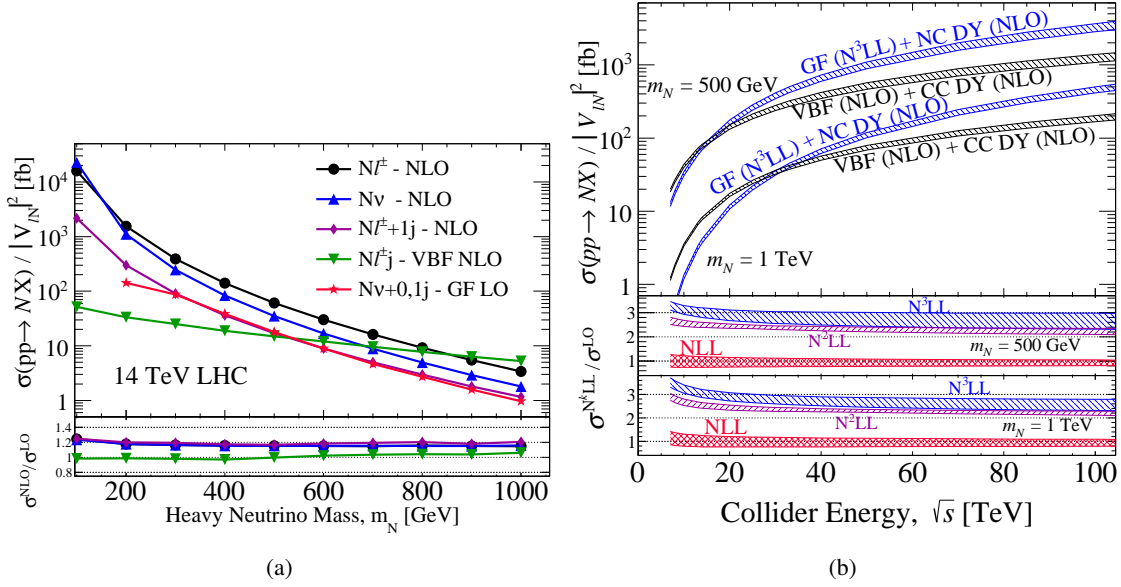 σ(pp→ NX) / |V_{lN}|² [fb]
10⁴
10³
10²
10
1
Nl± - NLO
Nν - NLO
Nl±+1j - NLO
Nl±j - VBF NLO
Nν+0,1j - GF LO
14 TeV LHC
σ^{NLO}/σ^{LO}
1.4
1.2
1
0.8
200 400 600 800 1000
Heavy Neutrino Mass, m_N [GeV]
(a)
σ(pp→ NX) / |V_{lN}|² [fb]
10³
10²
10
1
GF (N³LL) + NC DY (NLO)
m_N = 500 GeV
VBF (NLO) + CC DY (NLO)
GF (N³LL) + NC DY (NLO)
VBF (NLO) + CC DY (NLO)
m_N = 1 TeV
σ^{N^kLL} / σ^{LO}
3
2
1
N³LL
N²LL
m_N = 500 GeV
NLL
3
2
1
N³LL
N²LL
m_N = 1 TeV
NLL
0 20 40 60 80 100
Collider Energy, √s [TeV]
(b)